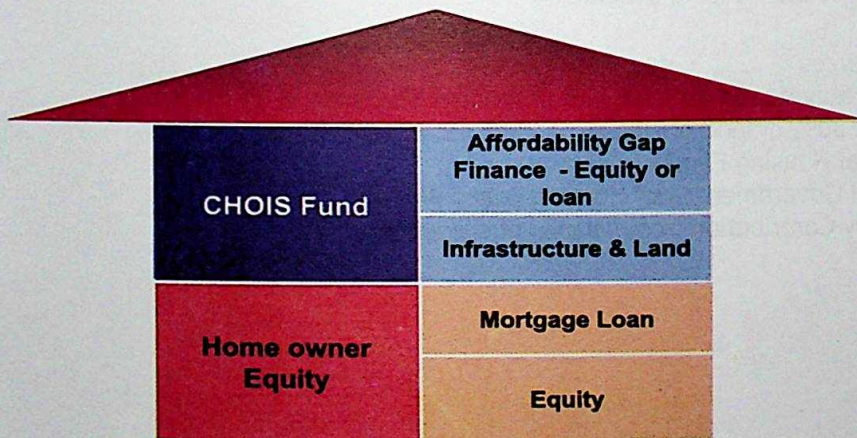 CHOIS Fund
Affordability Gap
Finance - Equity or
loan
Infrastructure & Land
Home owner
Equity
Mortgage Loan
Equity